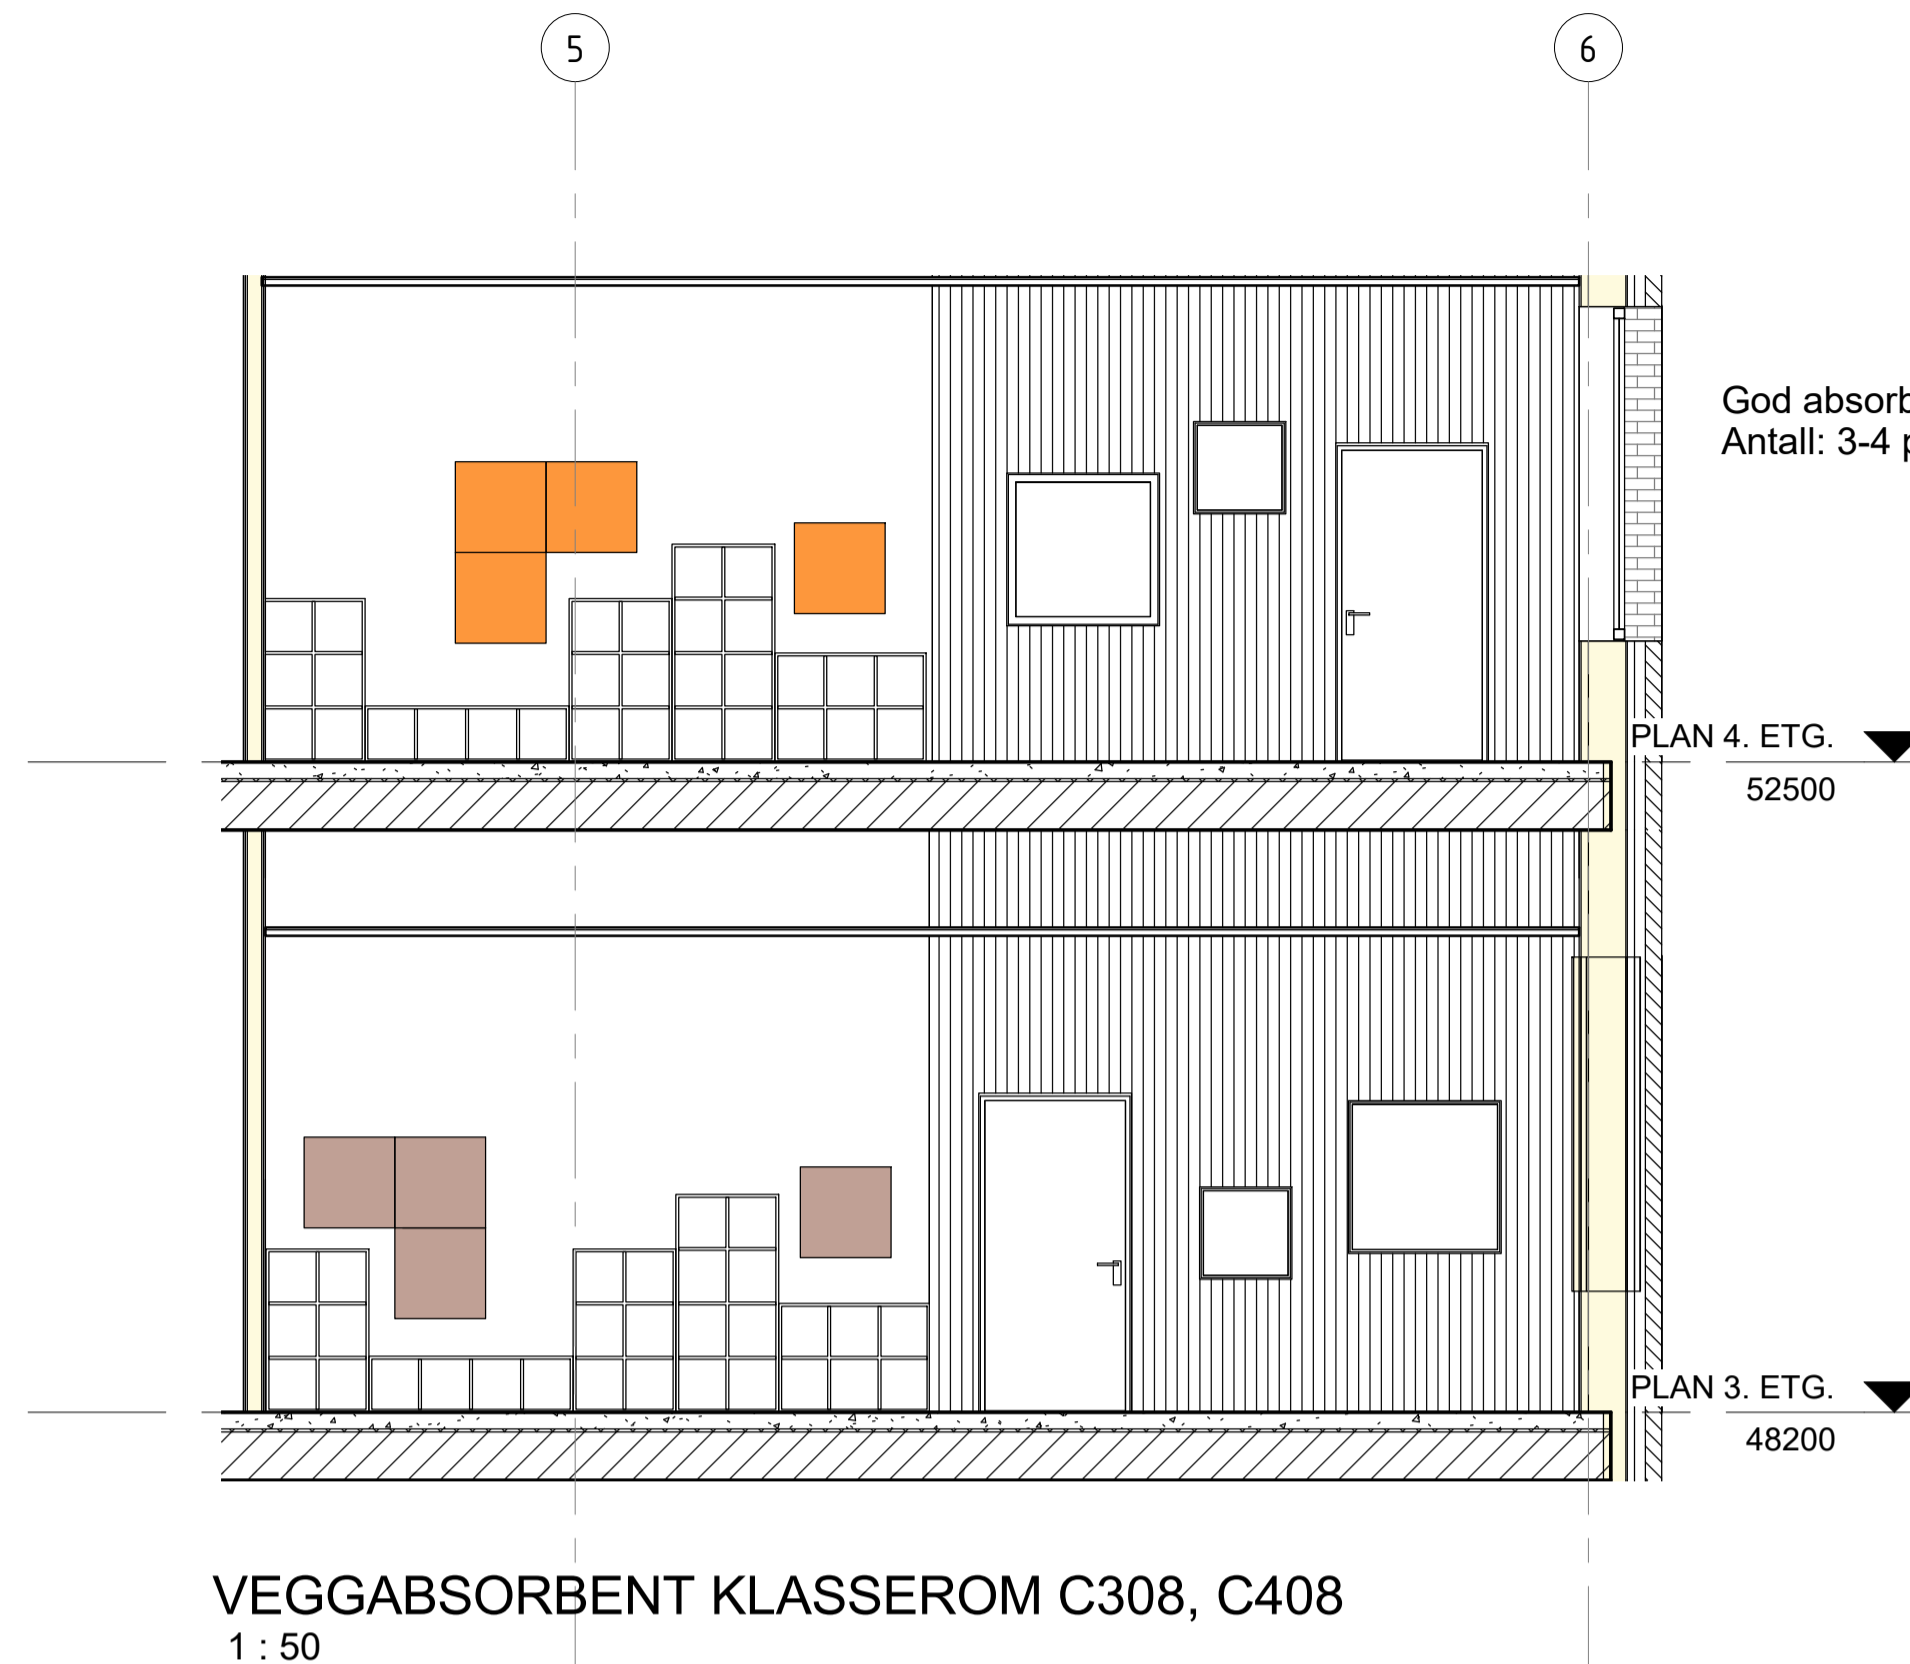 5
6
God absorb
Antall: 3-4 p
PLAN 4. ETG.
52500
PLAN 3. ETG.
48200
VEGGABSORBENT KLASSEROM C308, C408
1 : 50